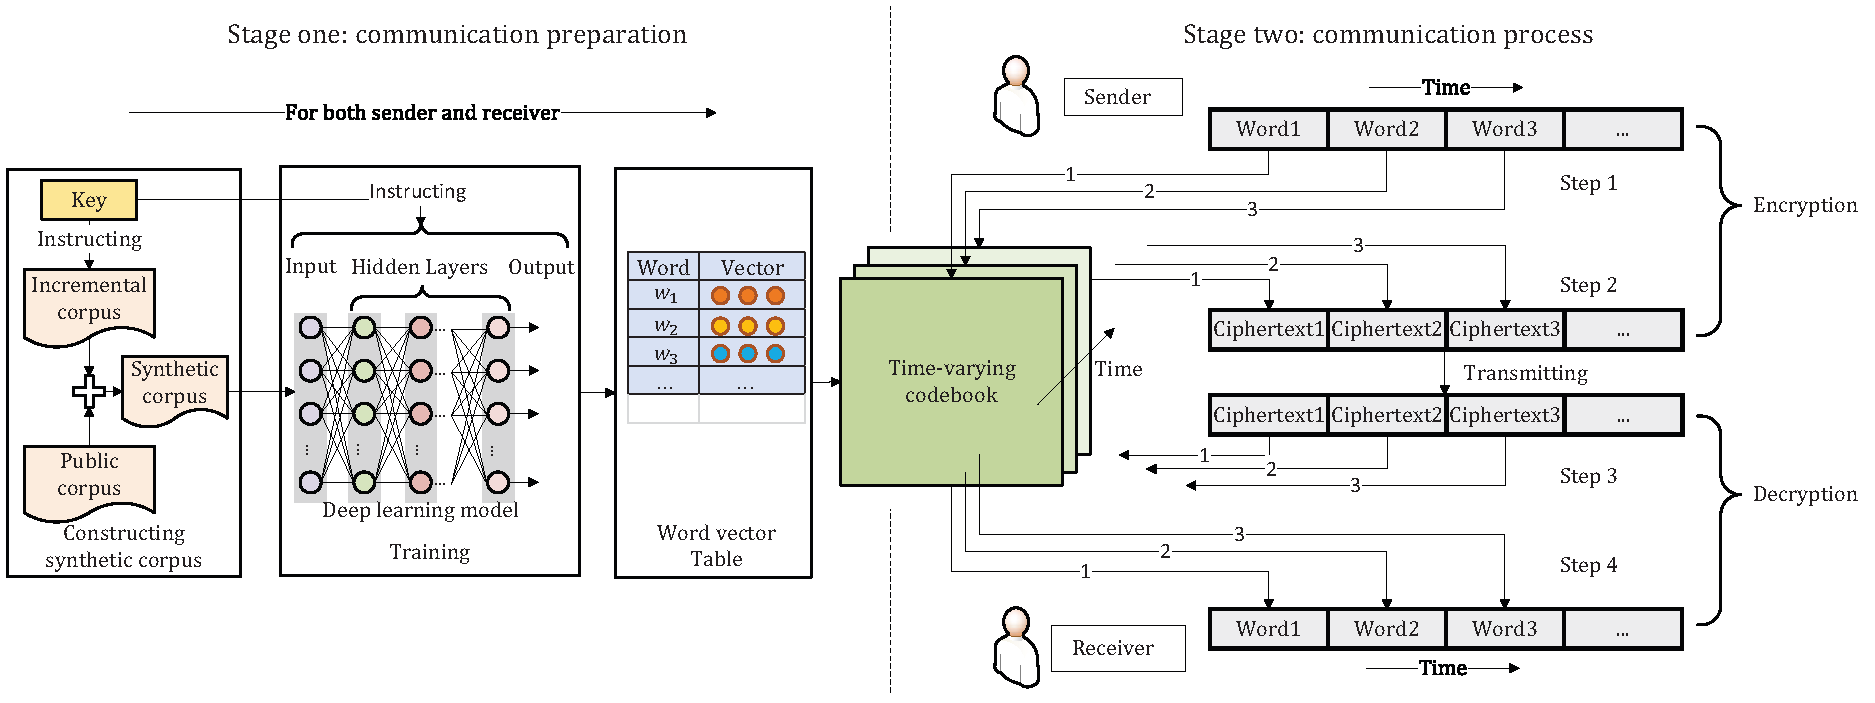 Stage one: communication preparation
For both sender and receiver
Key
Instructing
Incremental
corpus
Synthetic
corpus
Public
corpus
Constructing
synthetic corpus
Instructing
Input
Hidden Layers
Output
...
...
...
...
...
...
...
...
...
Deep learning model
Training
Word
Vector
w1
w2
w3
...
...
Word vector
Table
Stage two: communication process
Sender
Time
Word1
Word2
Word3
...
1
2
3
Step 1
Encryption
3
2
1
Step 2
Ciphertext1
Ciphertext2
Ciphertext3
...
Time-varying
codebook
Time
Transmitting
Ciphertext1
Ciphertext2
Ciphertext3
...
1
2
3
Step 3
Decryption
3
2
1
Step 4
Receiver
Word1
Word2
Word3
...
Time